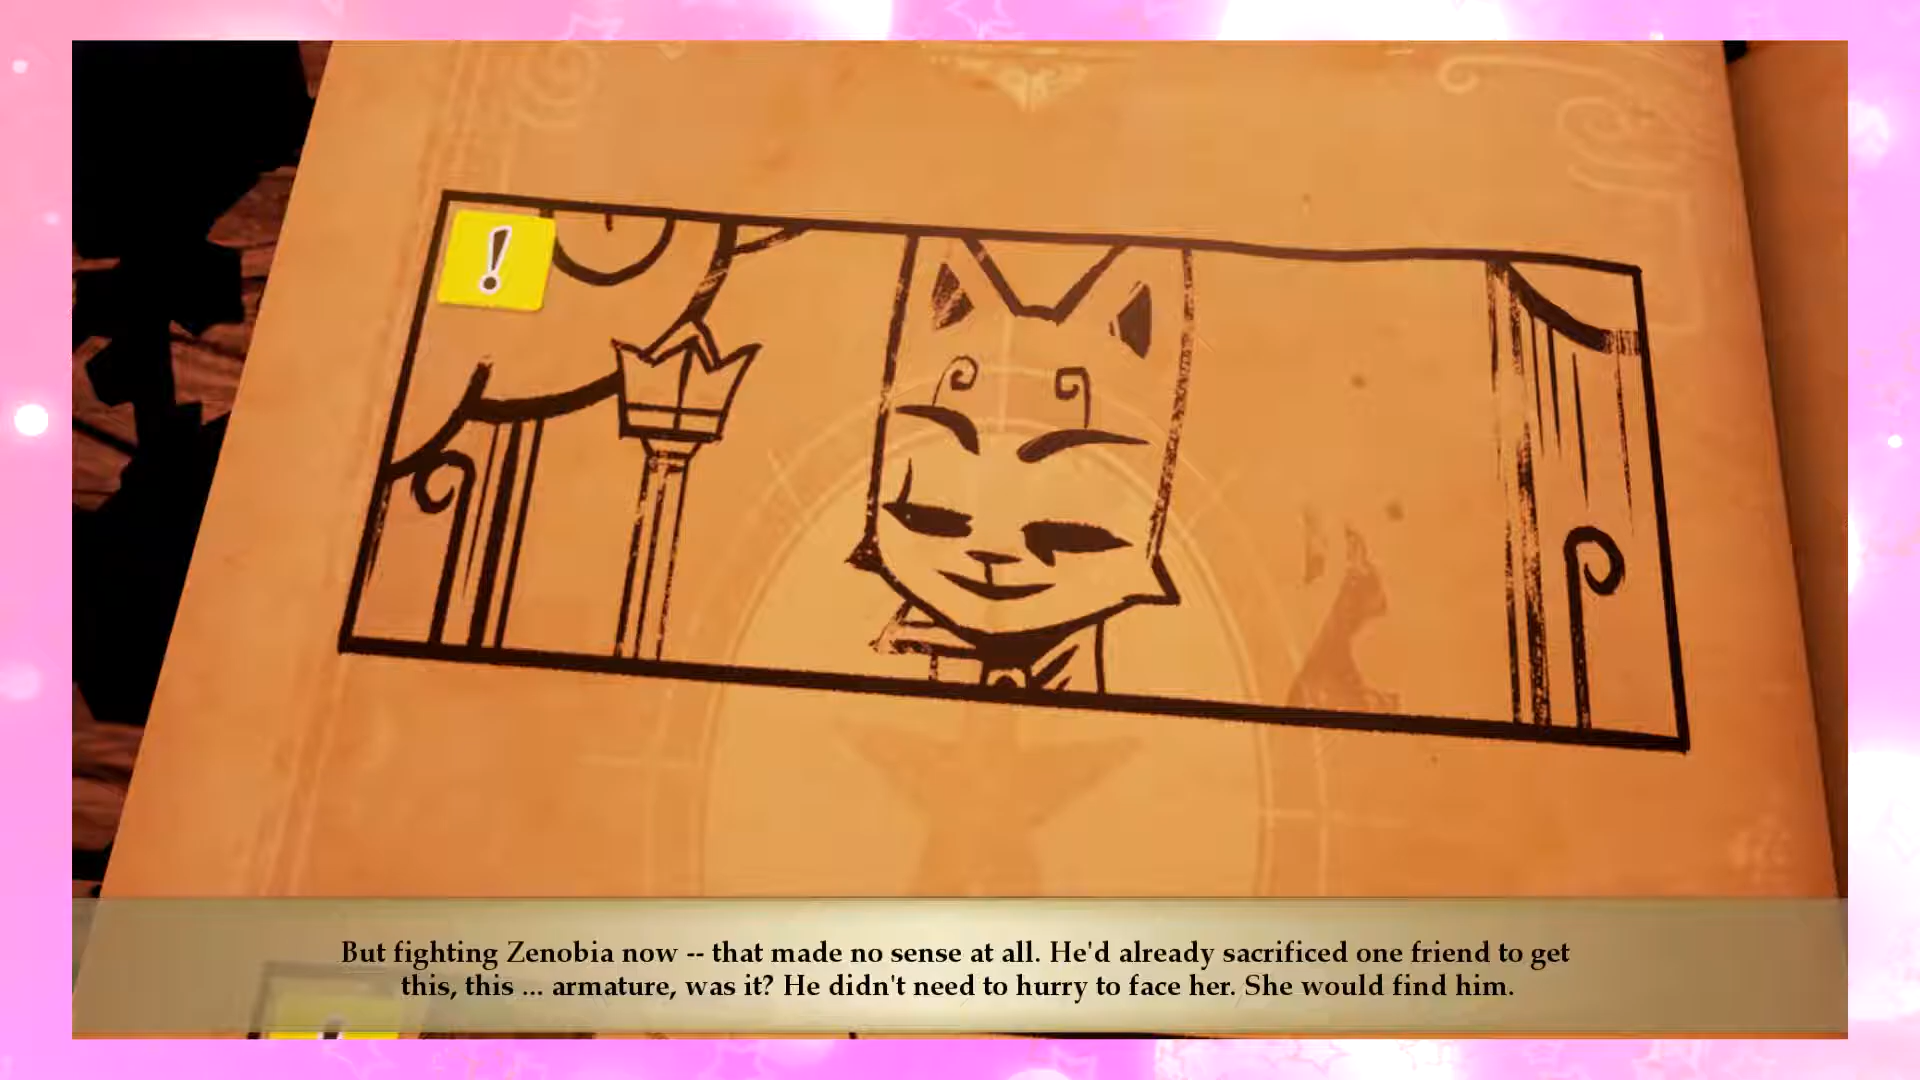 !
But fighting Zenobia now -- that made no sense at all. He'd already sacrificed one friend to get
this, this ... armature, was it? He didn't need to hurry to face her. She would find him.